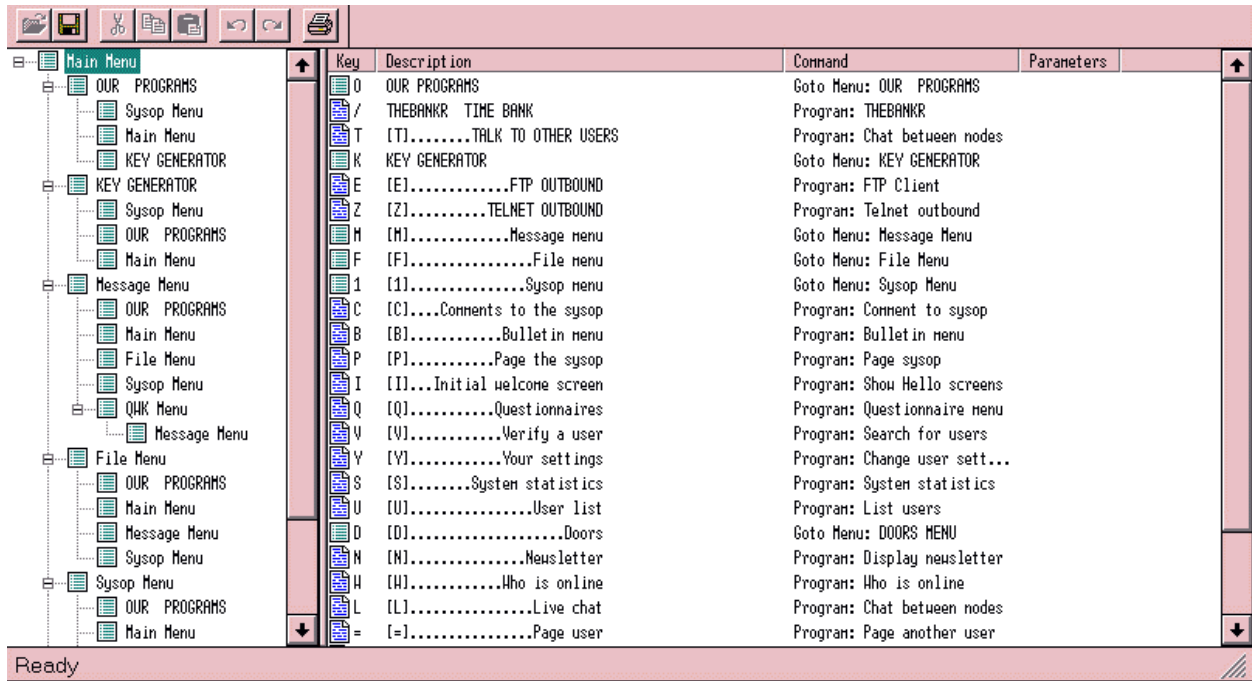 Main Menu
OUR PROGRAMS
Sysop Menu
Main Menu
KEY GENERATOR
KEY GENERATOR
Sysop Menu
OUR PROGRAMS
Main Menu
Message Menu
OUR PROGRAMS
Main Menu
File Menu
Sysop Menu
QWK Menu
Message Menu
File Menu
OUR PROGRAMS
Main Menu
Message Menu
Sysop Menu
Sysop Menu
OUR PROGRAMS
Main Menu
Key Description Command Parameters
O OUR PROGRAMS Goto Menu: OUR PROGRAMS
/ THEBANKR TIME BANK Program: THEBANKR
T [T]........TALK TO OTHER USERS Program: Chat between nodes
K KEY GENERATOR Goto Menu: KEY GENERATOR
E [E].............FTP OUTBOUND Program: FTP Client
Z [Z]..........TELNET OUTBOUND Program: Telnet outbound
M [M].............Message menu Goto Menu: Message Menu
F [F]................File menu Goto Menu: File Menu
1 [1]...............Sysop menu Goto Menu: Sysop Menu
C [C]....Comments to the sysop Program: Comment to sysop
B [B]............Bulletin menu Program: Bulletin menu
P [P]...........Page the sysop Program: Page sysop
I [I]...Initial welcome screen Program: Show Hello screens
Q [Q]...........Questionnaires Program: Questionnaire menu
V [V]............Verify a user Program: Search for users
Y [Y]............Your settings Program: Change user sett...
S [S]........System statistics Program: System statistics
U [U]................User list Program: List users
D [D]....................Doors Goto Menu: DOORS MENU
N [N]...............Newsletter Program: Display newsletter
W [W]............Who is online Program: Who is online
L [L]................Live chat Program: Chat between nodes
= [=]................Page user Program: Page another user
Ready